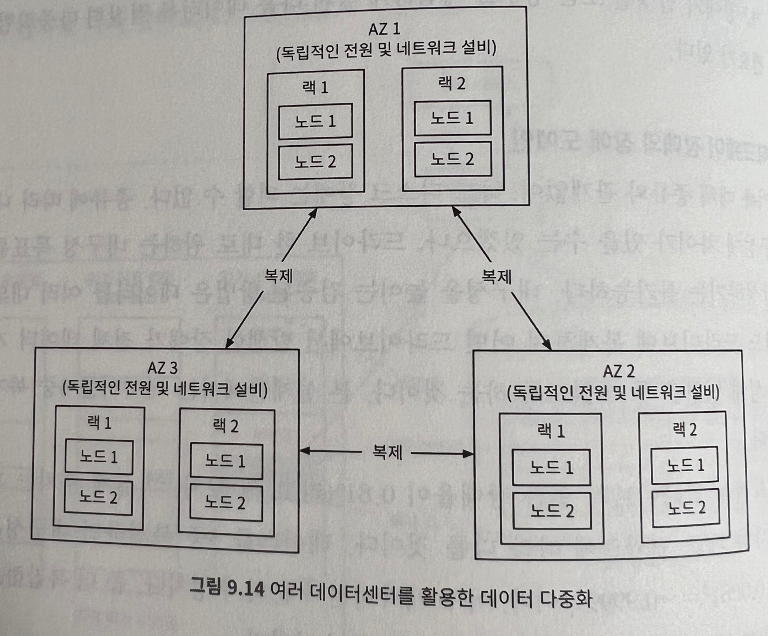 AZ 1
(독립적인 전원 및 네트워크 설비)
랙 1
노드 1
노드 2
랙 2
노드 1
노드 2
복제
복제
AZ 3
(독립적인 전원 및 네트워크 설비)
랙 1
노드 1
노드 2
랙 2
노드 1
노드 2
복제
AZ 2
(독립적인 전원 및 네트워크 설비)
랙 1
노드 1
노드 2
랙 2
노드 1
노드 2
그림 9.14 여러 데이터센터를 활용한 데이터 다중화